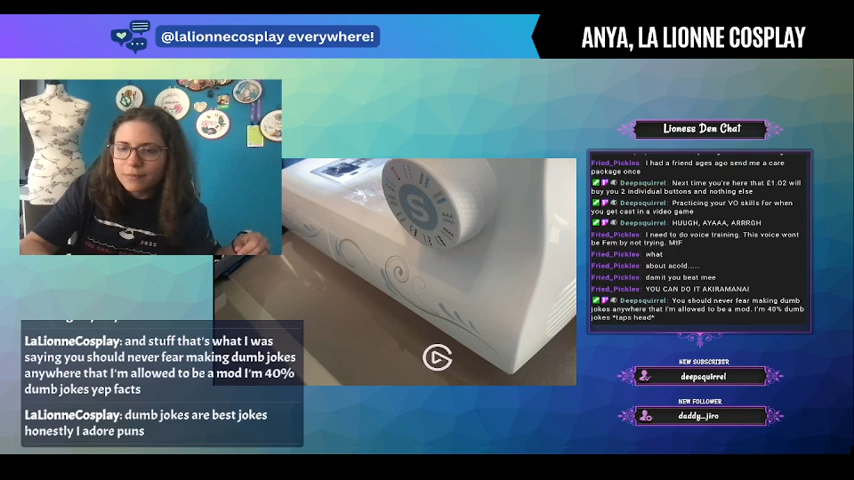 @lalionnecosplay everywhere!
ANYA, LA LIONNE COSPLAY
Lioness Den Chat
Fried_Pickles: I had a friend ages ago send me a care
package once
Deepsquirrel: Next time you're here that £1.02 will
buy you 2 individual buttons and nothing else
Deepsquirrel: Practicing your VO skills for when
you get cast in a video game
Deepsquirrel: HUUGH, AYAAA, ARRRGH
Fried_Pickles: I need to do voice training. This voice wont
be Fem by not trying. MtF
Fried_Pickles: what
Fried_Pickles: about acold.....
Fried_Pickles: damit you beat mee
Fried_Pickles: YOU CAN DO IT AKIRAMANAI
Deepsquirrel: You should never fear making dumb
jokes anywhere that I'm allowed to be a mod. I'm 40% dumb
jokes *taps head*
NEW SUBSCRIBER
deepsquirrel
NEW FOLLOWER
daddy_jiro
LaLionneCosplay: and stuff that's what I was
saying you should never fear making dumb jokes
anywhere that I'm allowed to be a mod I'm 40%
dumb jokes yep facts
LaLionneCosplay: dumb jokes are best jokes
honestly I adore puns
S